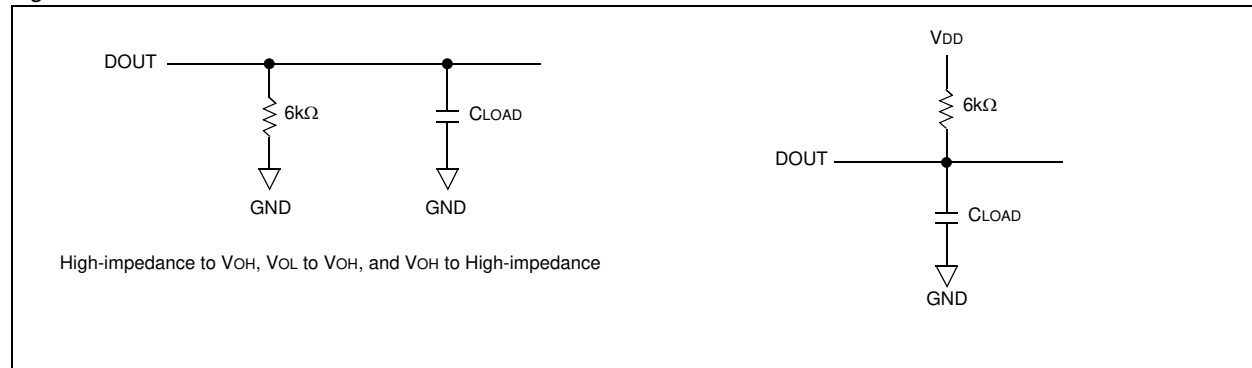 DOUT
6kΩ
CLOAD
GND
GND
High-impedance to VOH, VOL to VOH, and VOH to High-impedance
VDD
6kΩ
DOUT
CLOAD
GND